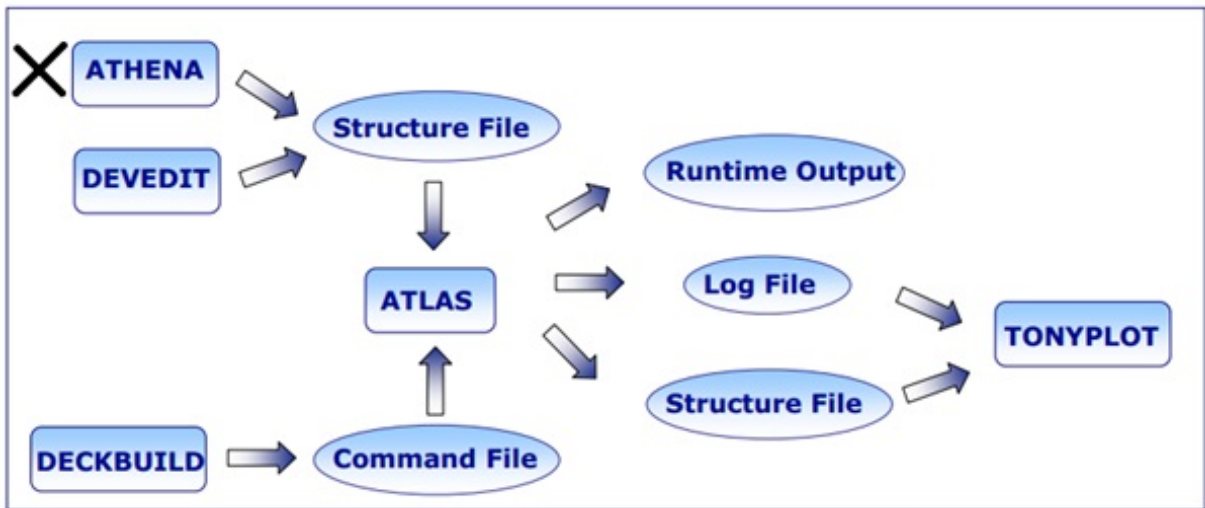 ATHENA
Structure File
DEVEDIT
Runtime Output
ATLAS
Log File
TONYPLOT
Structure File
DECKBUILD
Command File